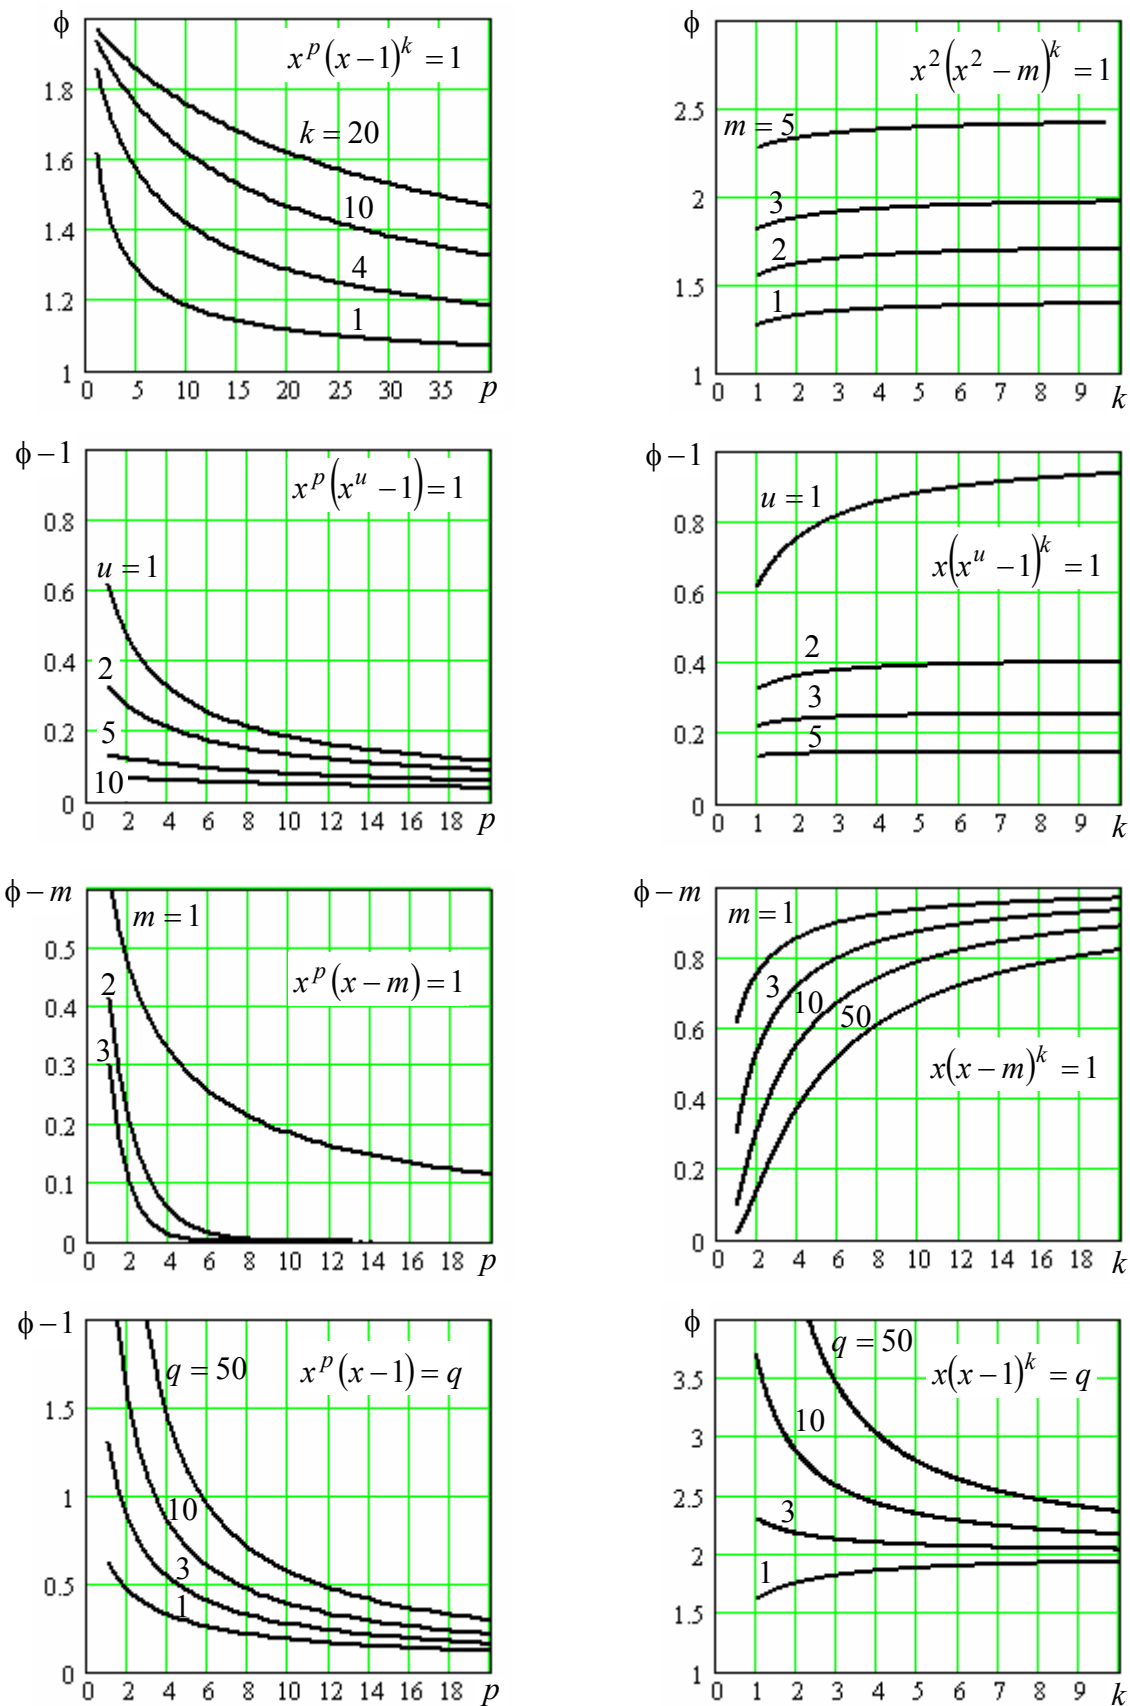 ϕ
x^p(x−1)^k = 1
1.8
k = 20
1.6
10
1.4
4
1.2
1
1
0 5 10 15 20 25 30 35 p
ϕ
x^2(x^2 − m)^k = 1
2.5
m = 5
2
3
2
1.5
1
1
0 1 2 3 4 5 6 7 8 9 k
ϕ − 1
x^p(x^u − 1) = 1
0.8
u = 1
0.6
0.4
2
0.2
5
10
0
0 2 4 6 8 10 12 14 16 18 p
ϕ − 1
u = 1
0.8
x(x^u − 1)^k = 1
0.6
2
0.4
3
0.2
5
0
0 1 2 3 4 5 6 7 8 9 k
ϕ − m
m = 1
0.5
x^p(x − m) = 1
2
0.4
3
0.3
0.2
0.1
0
0 2 4 6 8 10 12 14 16 18 p
ϕ − m
m = 1
0.8
3
10
50
0.6
x(x − m)^k = 1
0.4
0.2
0
0 2 4 6 8 10 12 14 16 18 k
ϕ − 1
q = 50
x^p(x − 1) = q
1.5
1
10
3
0.5
1
0
0 2 4 6 8 10 12 14 16 18 p
ϕ
q = 50
x(x − 1)^k = q
3.5
10
3
2.5
3
2
1
1.5
1
0 1 2 3 4 5 6 7 8 9 k